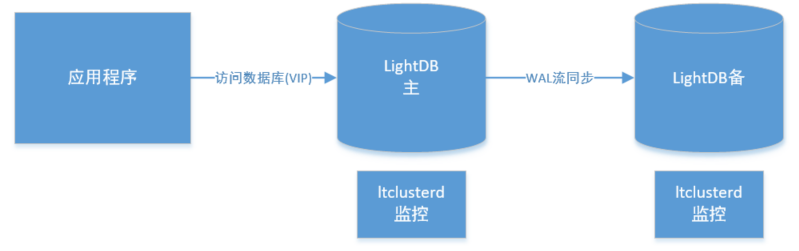 应用程序
访问数据库(VIP)
LightDB
主
WAL流同步
LightDB备
ltclusterd
监控
ltclusterd
监控